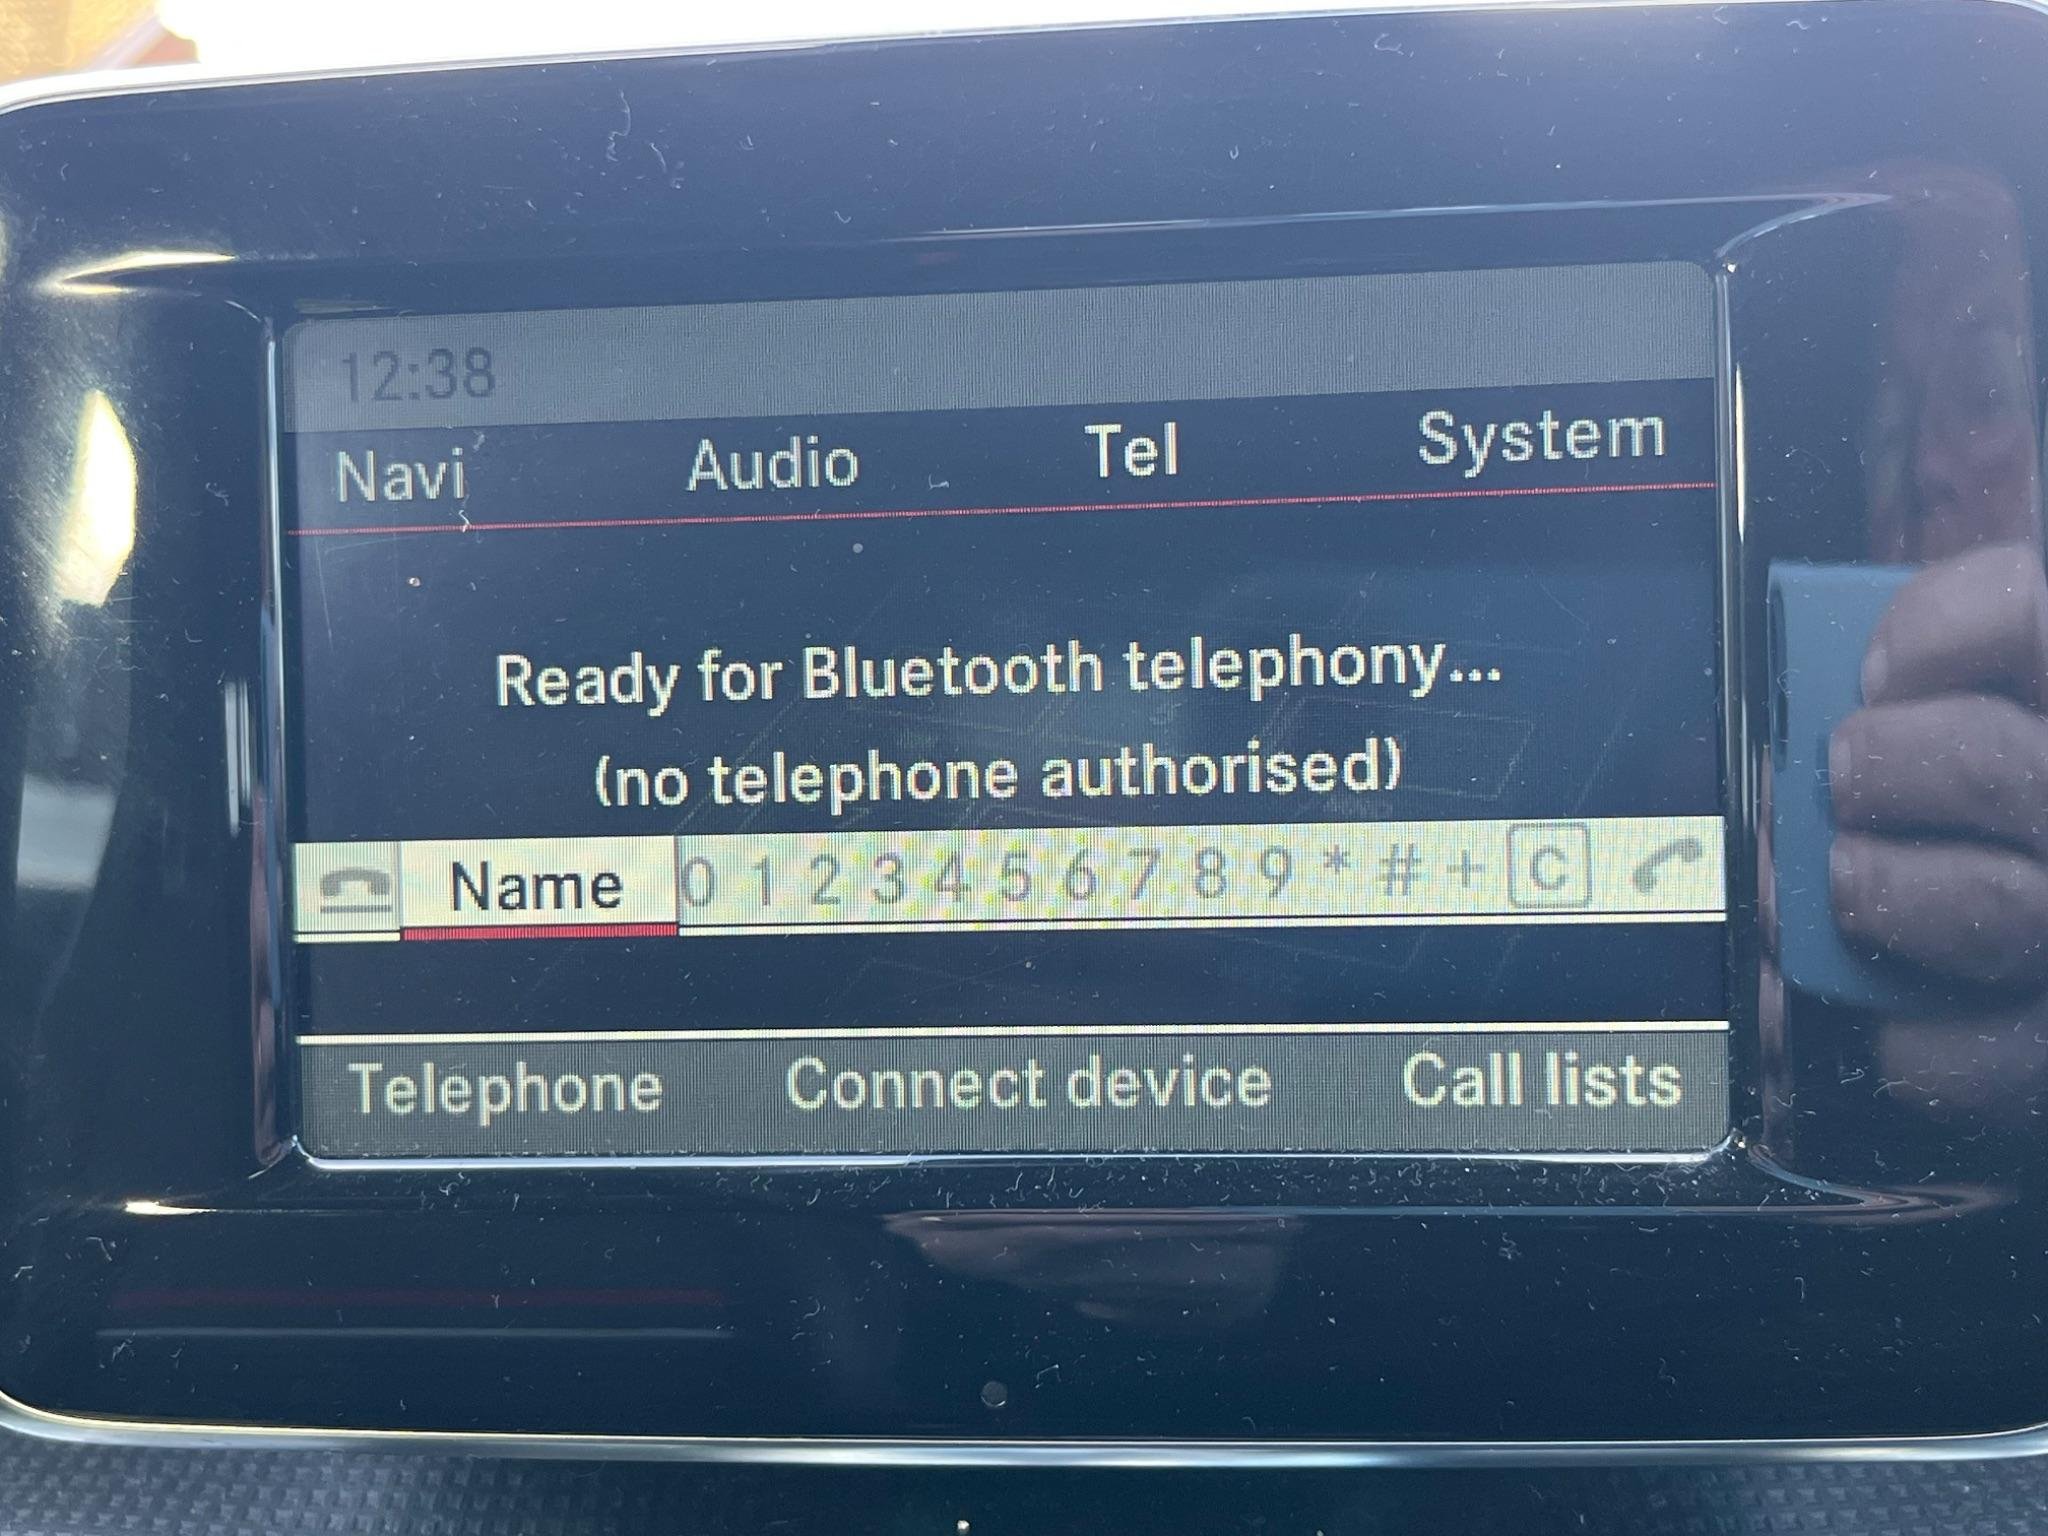 12:38
Navi Audio Tel System
Ready for Bluetooth telephony...
(no telephone authorised)
Name 0 1 2 3 4 5 6 7 8 9 * # + C
Telephone Connect device Call lists